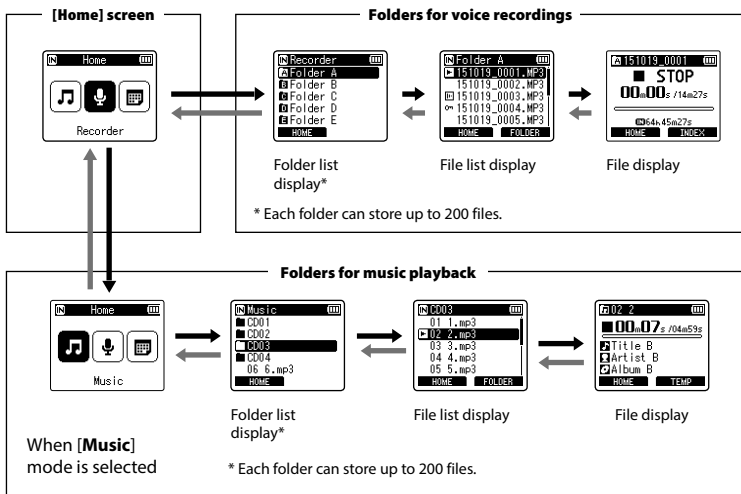 [Home] screen
Home
Recorder
Folders for voice recordings
Recorder
Folder A
Folder B
Folder C
Folder D
Folder E
HOME
Folder list
display*
Folder A
151019_0001.MP3
151019_0002.MP3
151019_0003.MP3
151019_0004.MP3
151019_0005.MP3
HOME FOLDER
File list display
151019_0001
STOP
00m00s /14m27s
64h45m27s
HOME INDEX
File display
* Each folder can store up to 200 files.
Folders for music playback
Home
Music
When [Music]
mode is selected
Music
CD01
CD02
CD03
CD04
06 6.mp3
HOME
Folder list
display*
CD03
01 1.mp3
02 2.mp3
03 3.mp3
04 4.mp3
05 5.mp3
HOME FOLDER
File list display
02 2
00m07s /04m59s
Title B
Artist B
Album B
HOME TEMP
File display
* Each folder can store up to 200 files.